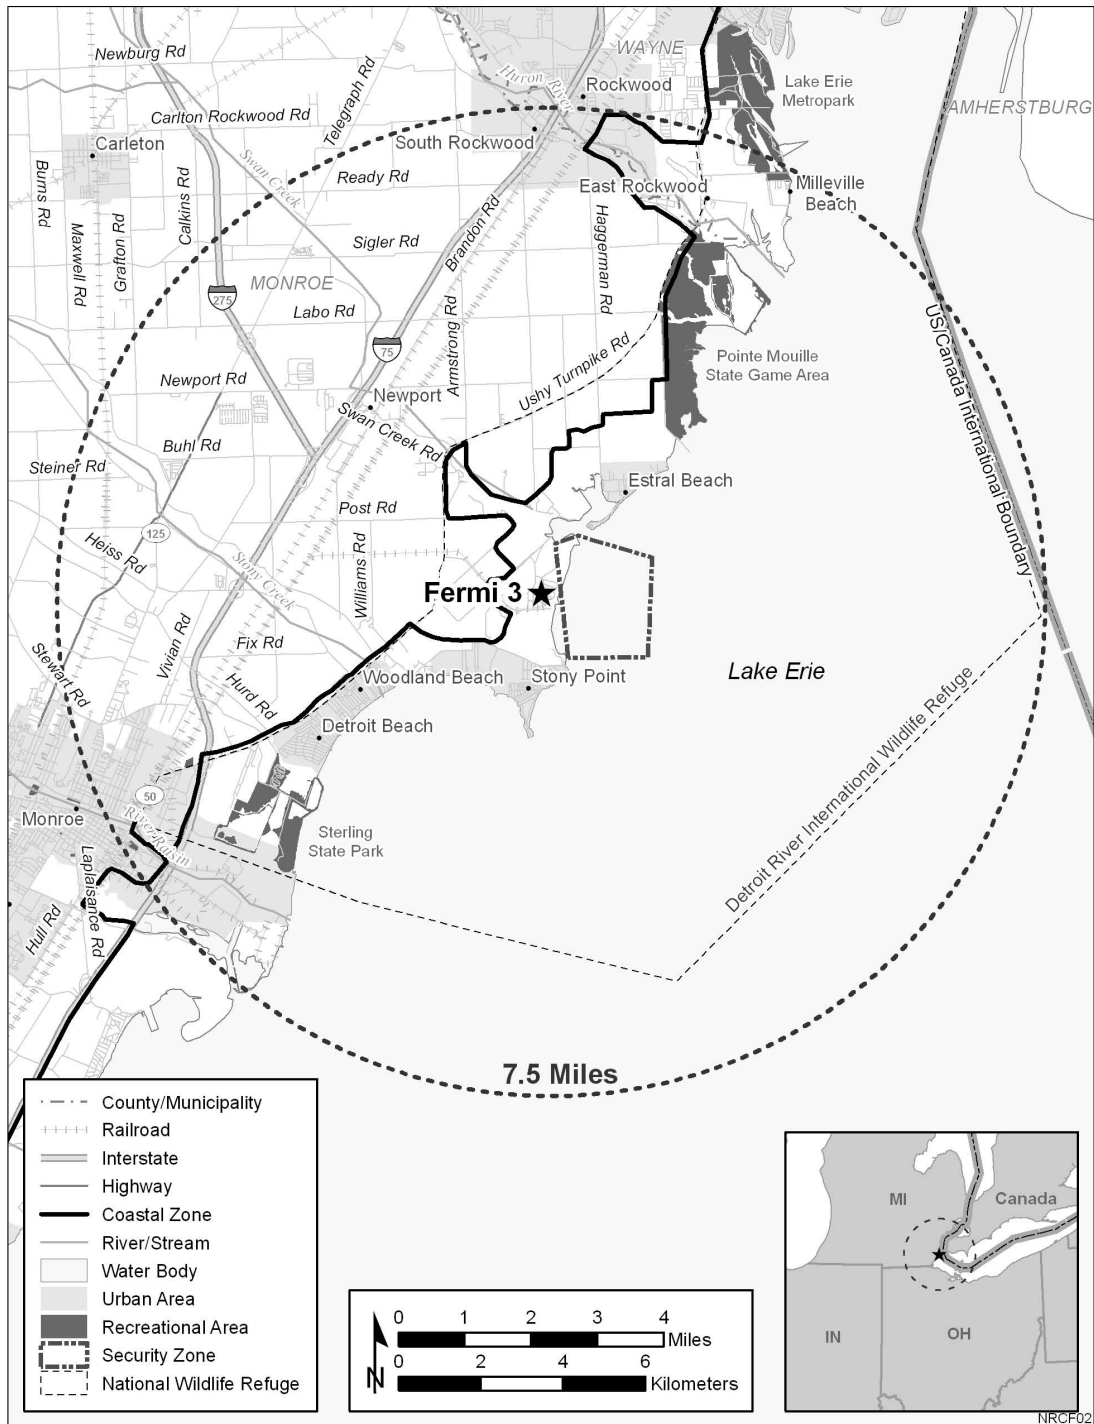 Newburg Rd
WAYNE
Huron
River
Rockwood
Lake Erie
Metropark
AMHERSTBURG
Telegraph Rd
Carlton Rockwood Rd
Carleton
South Rockwood
Swan Creek
Ready Rd
East Rockwood
Milleville
Beach
Burns Rd
Maxwell Rd
Grafton Rd
Calkins Rd
Sigler Rd
Brandon Rd
Haggerman Rd
MONROE
275
Labo Rd
75
Armstrong Rd
Ushy Turnpike Rd
Pointe Mouille
State Game Area
US/Canada International Boundary
Newport Rd
Newport
Swan Creek Rd
Buhl Rd
Steiner Rd
Estral Beach
Post Rd
125
Heiss Rd
Stony Creek
Williams Rd
Fermi 3
Vivian Rd
Fix Rd
Stewart Rd
Hurd Rd
Woodland Beach
Stony Point
Lake Erie
Detroit Beach
Detroit River International Wildlife Refuge
50
Monroe
River Raisin
Sterling
State Park
Laplaisance Rd
Hull Rd
7.5 Miles
County/Municipality
Railroad
Interstate
Highway
Coastal Zone
River/Stream
Water Body
Urban Area
Recreational Area
Security Zone
National Wildlife Refuge
N
0 1 2 3 4
Miles
0 2 4 6
Kilometers
MI
Canada
IN
OH
NRCF02